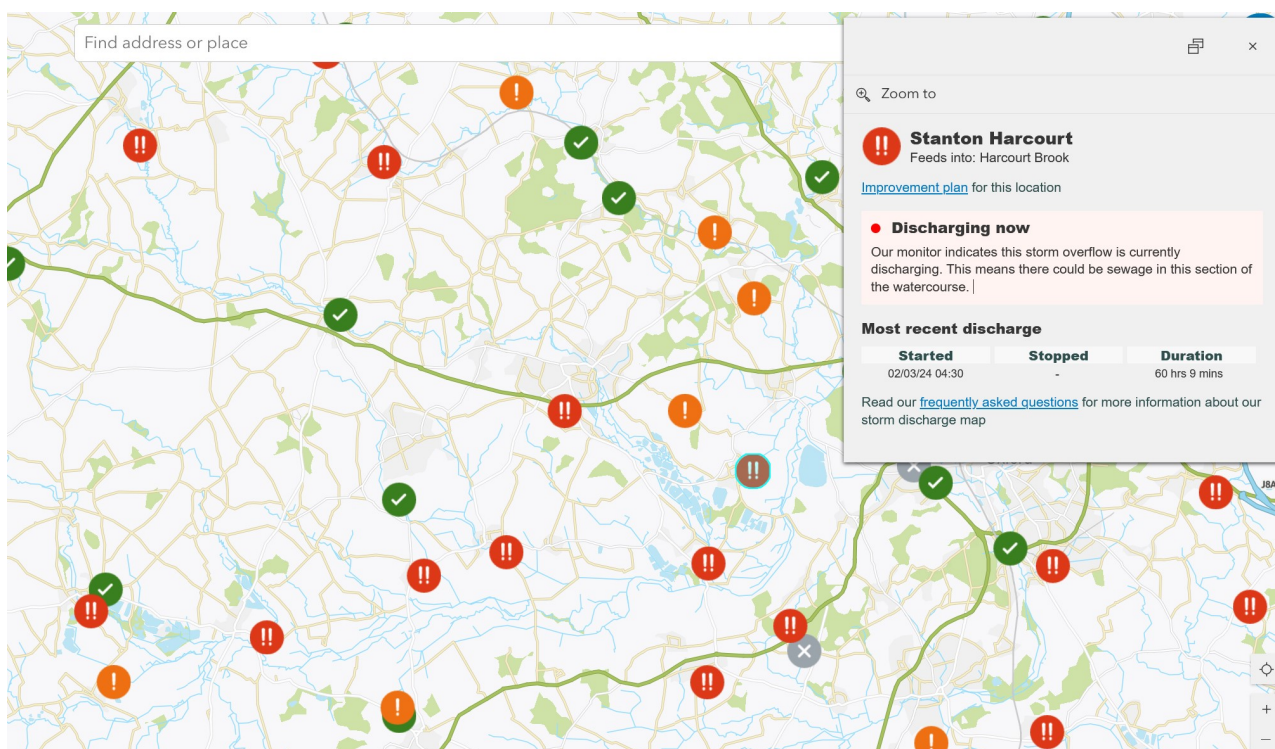 Find address or place
Zoom to
Stanton Harcourt
Feeds into: Harcourt Brook
Improvement plan for this location
Discharging now
Our monitor indicates this storm overflow is currently
discharging. This means there could be sewage in this section of
the watercourse.
Most recent discharge
Started Stopped Duration
02/03/24 04:30 - 60 hrs 9 mins
Read our frequently asked questions for more information about our
storm discharge map
J8A